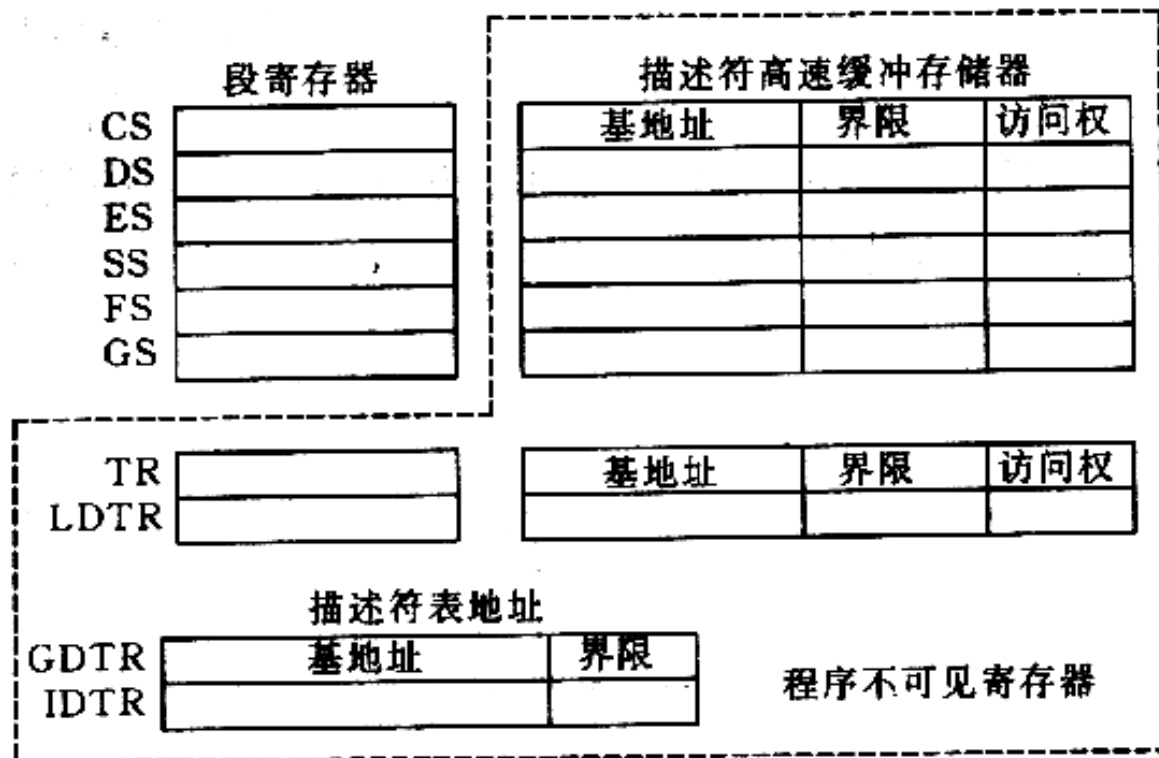 段寄存器
描述符高速缓冲存储器
CS
基地址 界限 访问权
DS
ES
SS
FS
GS
TR
基地址 界限 访问权
LDTR
描述符表地址
GDTR
基地址 界限
IDTR
程序不可见寄存器